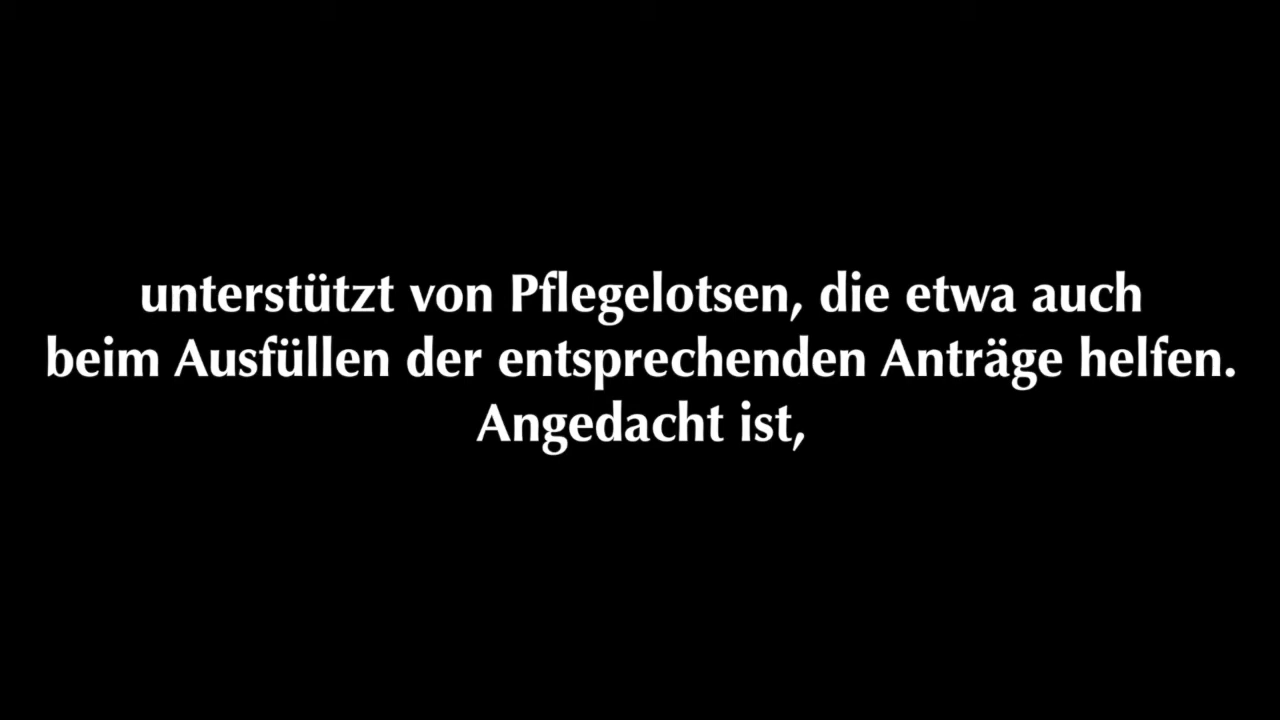 unterstützt von Pflegelotsen, die etwa auch
beim Ausfüllen der entsprechenden Anträge helfen.
Angedacht ist,